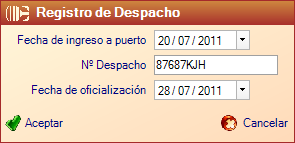 Registro de Despacho
Fecha de ingreso a puerto 20 / 07 / 2011
Nº Despacho 87687KJH
Fecha de oficialización 28 / 07 / 2011
Aceptar Cancelar